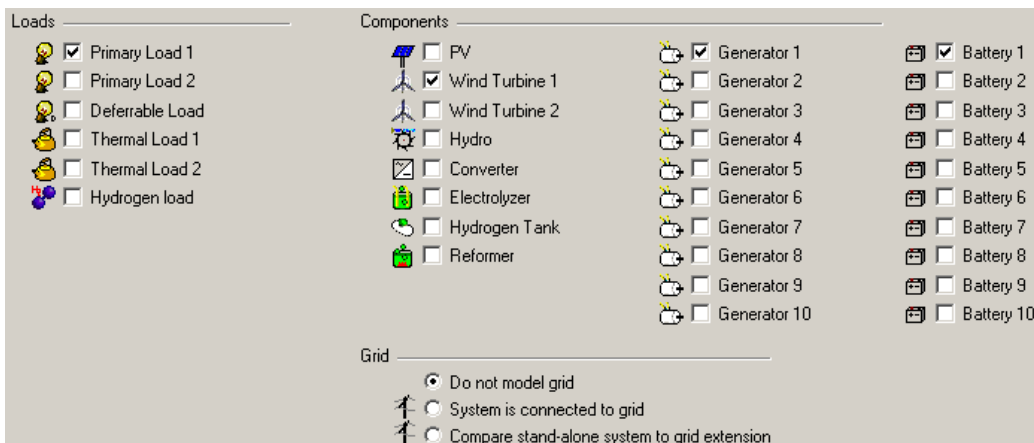 Loads
Primary Load 1
Primary Load 2
Deferrable Load
Thermal Load 1
Thermal Load 2
Hydrogen load
Components
PV
Wind Turbine 1
Wind Turbine 2
Hydro
Converter
Electrolyzer
Hydrogen Tank
Reformer
Generator 1
Generator 2
Generator 3
Generator 4
Generator 5
Generator 6
Generator 7
Generator 8
Generator 9
Generator 10
Battery 1
Battery 2
Battery 3
Battery 4
Battery 5
Battery 6
Battery 7
Battery 8
Battery 9
Battery 10
Grid
Do not model grid
System is connected to grid
Compare stand-alone system to grid extension